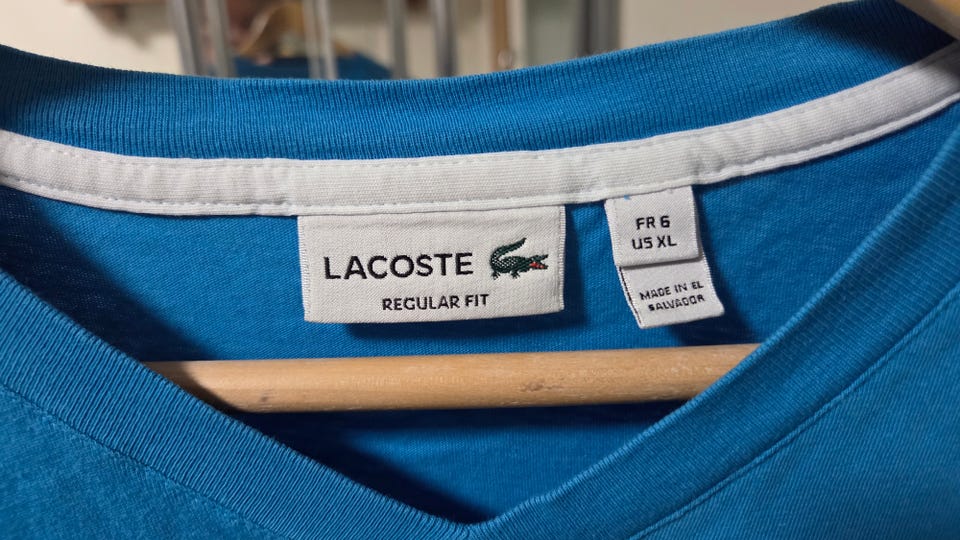 LACOSTE
REGULAR FIT
FR 6
US XL
MADE IN EL
SALVADOR